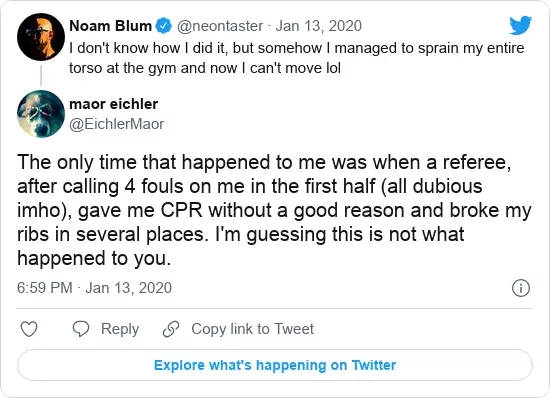 Noam Blum @neontaster · Jan 13, 2020
I don't know how I did it, but somehow I managed to sprain my entire
torso at the gym and now I can't move lol
maor eichler
@EichlerMaor
The only time that happened to me was when a referee,
after calling 4 fouls on me in the first half (all dubious
imho), gave me CPR without a good reason and broke my
ribs in several places. I'm guessing this is not what
happened to you.
6:59 PM · Jan 13, 2020
Reply Copy link to Tweet
Explore what's happening on Twitter